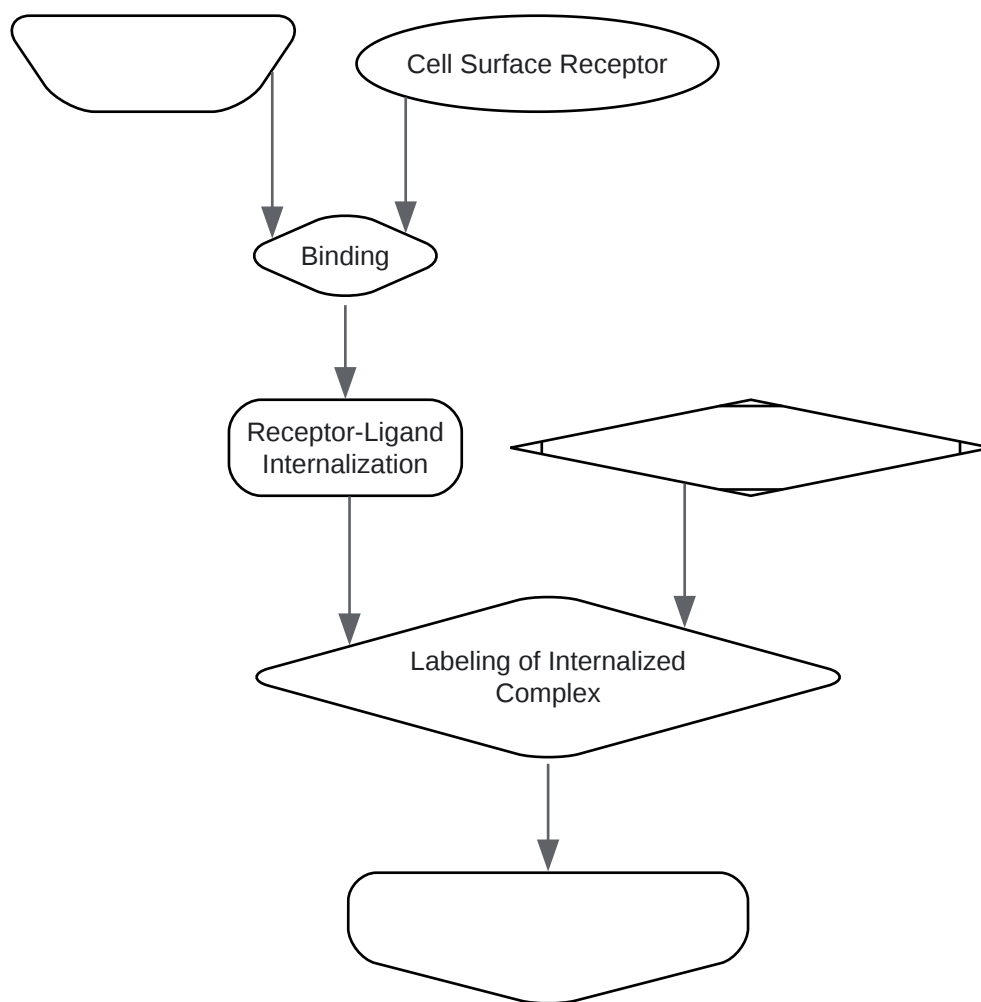 Cell Surface Receptor
Binding
Receptor-Ligand
Internalization
Labeling of Internalized
Complex